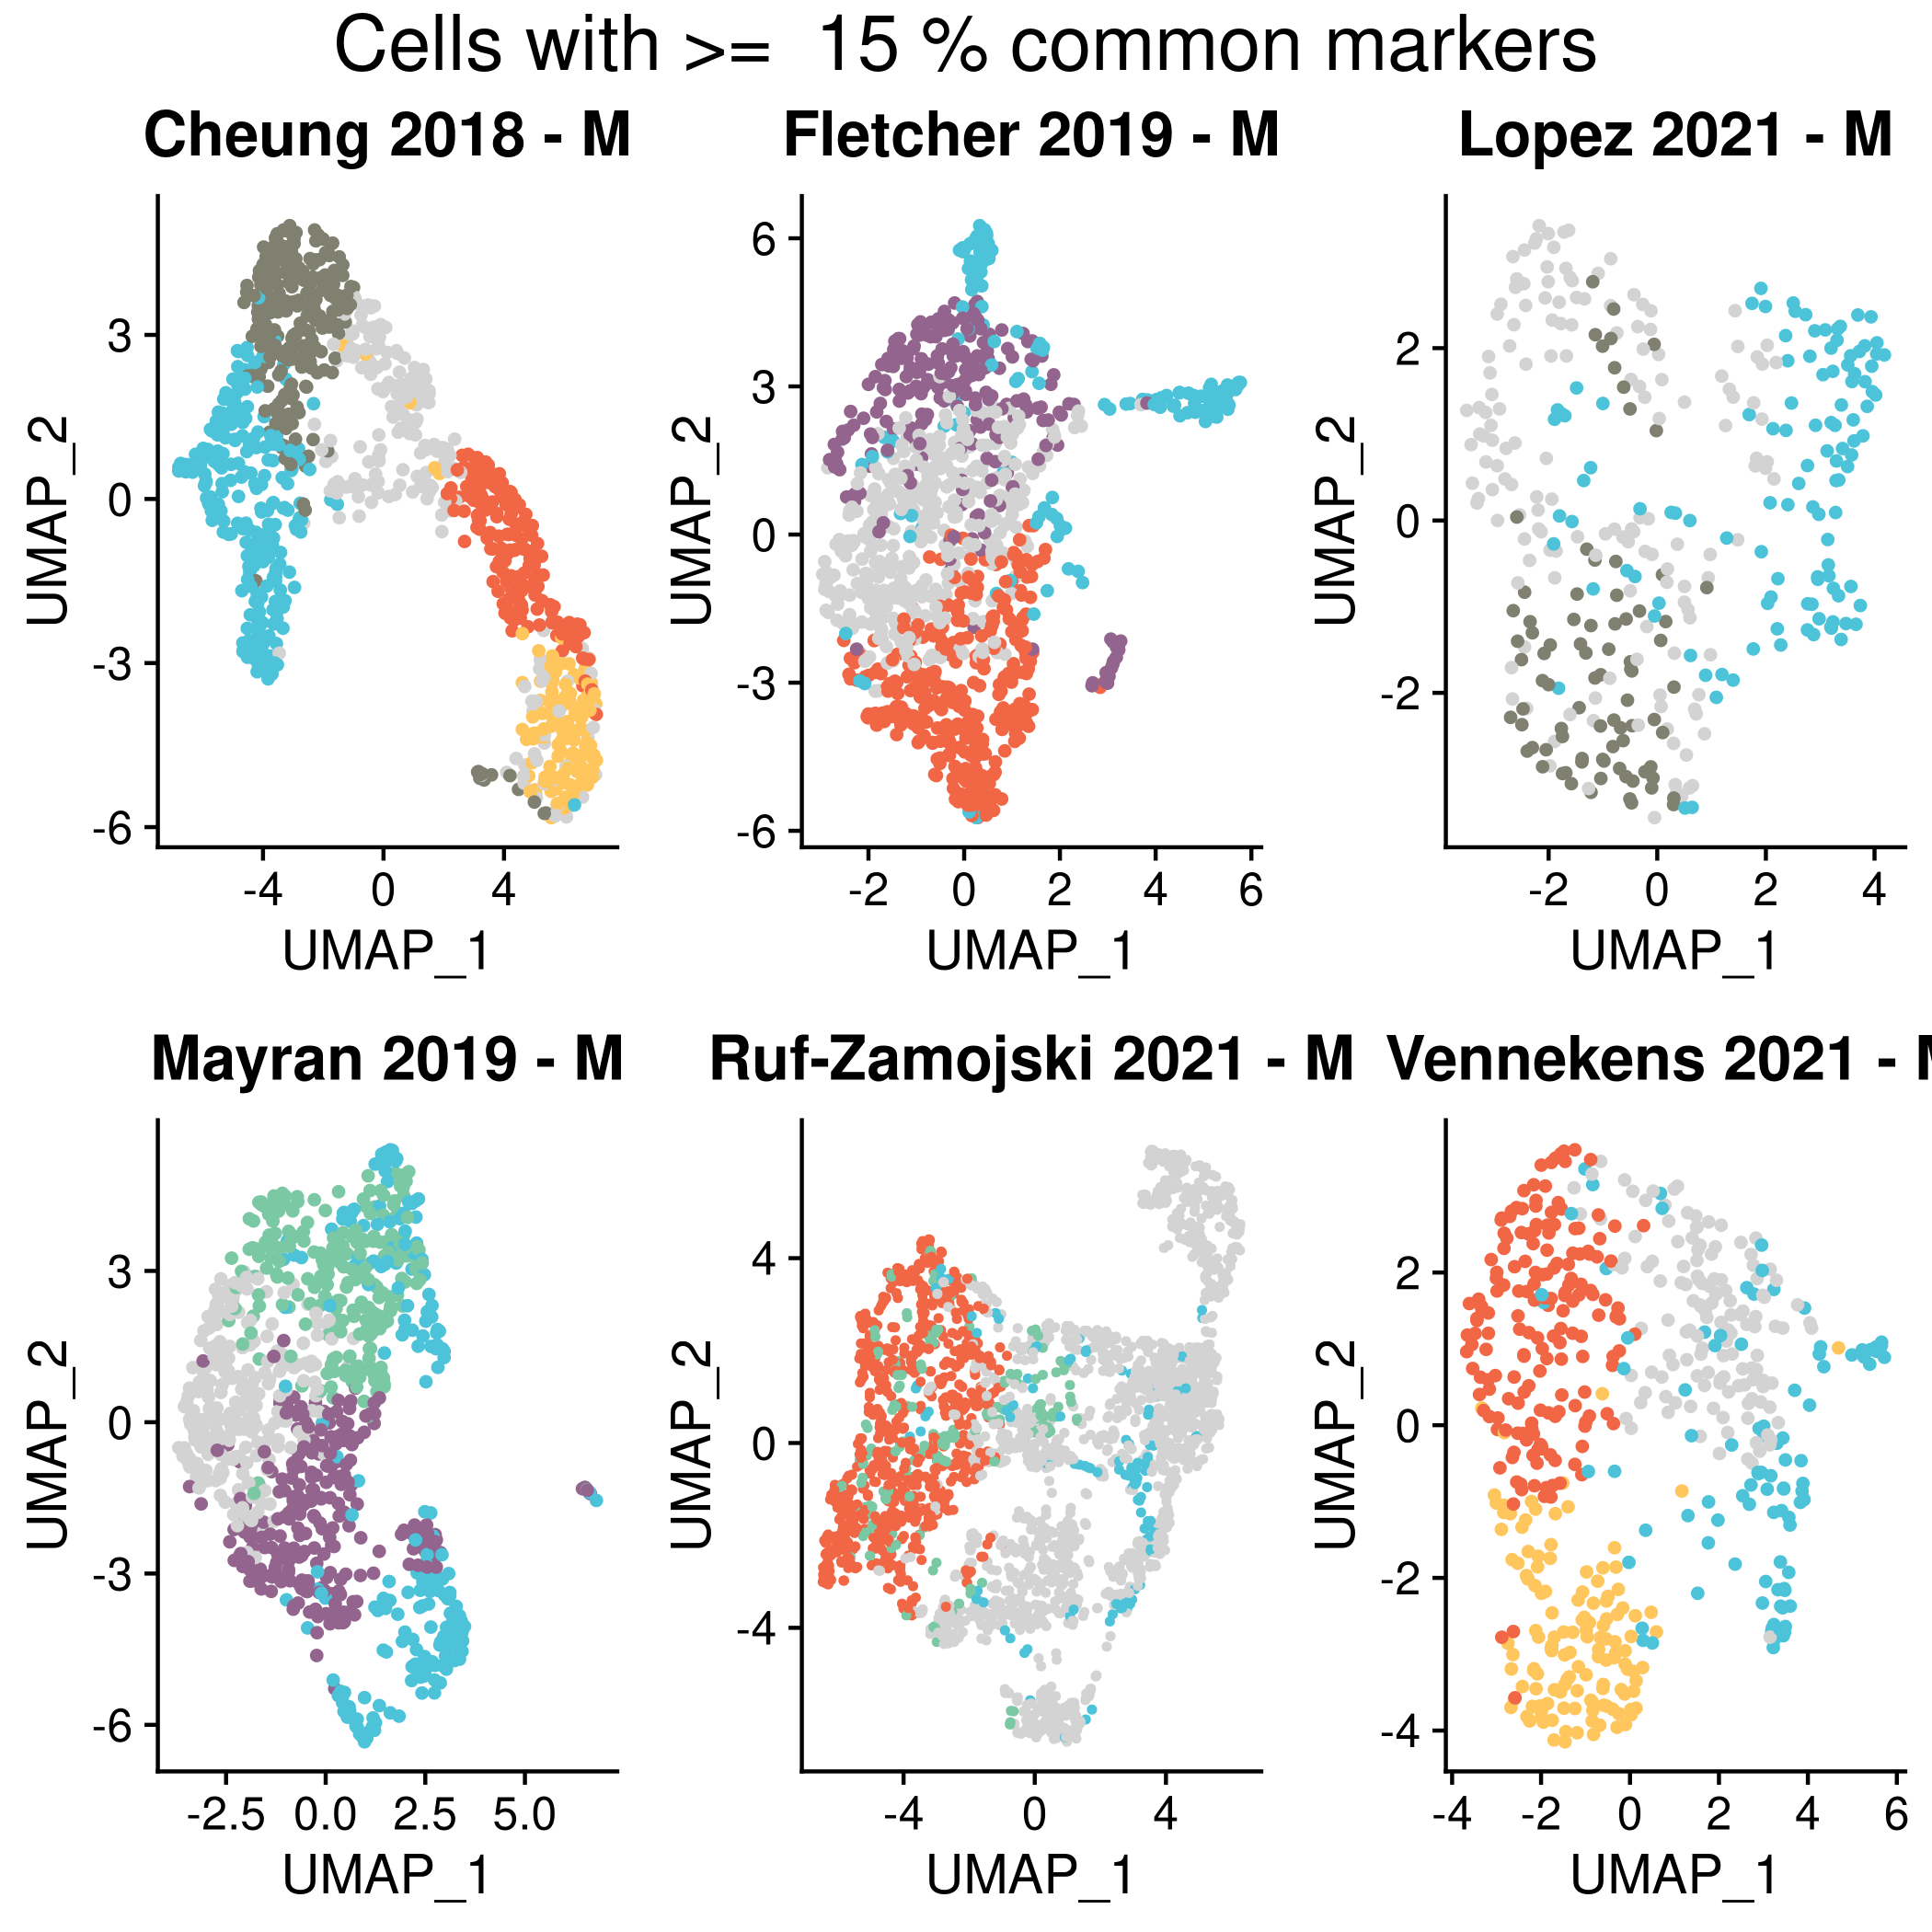 Cells with >= 15 % common markers
Cheung 2018 - M
Fletcher 2019 - M
Lopez 2021 - M
UMAP_2
3
0
-3
-6
-4
0
4
UMAP_1
UMAP_2
6
3
0
-3
-6
-2
0
2
4
6
UMAP_1
UMAP_2
2
0
-2
-2
0
2
4
UMAP_1
Mayran 2019 - M
Ruf-Zamojski 2021 - M
Vennekens 2021 - M
UMAP_2
3
0
-3
-6
-2.5
0.0
2.5
5.0
UMAP_1
UMAP_2
4
0
-4
-4
0
4
UMAP_1
UMAP_2
2
0
-2
-4
-4
-2
0
2
4
6
UMAP_1